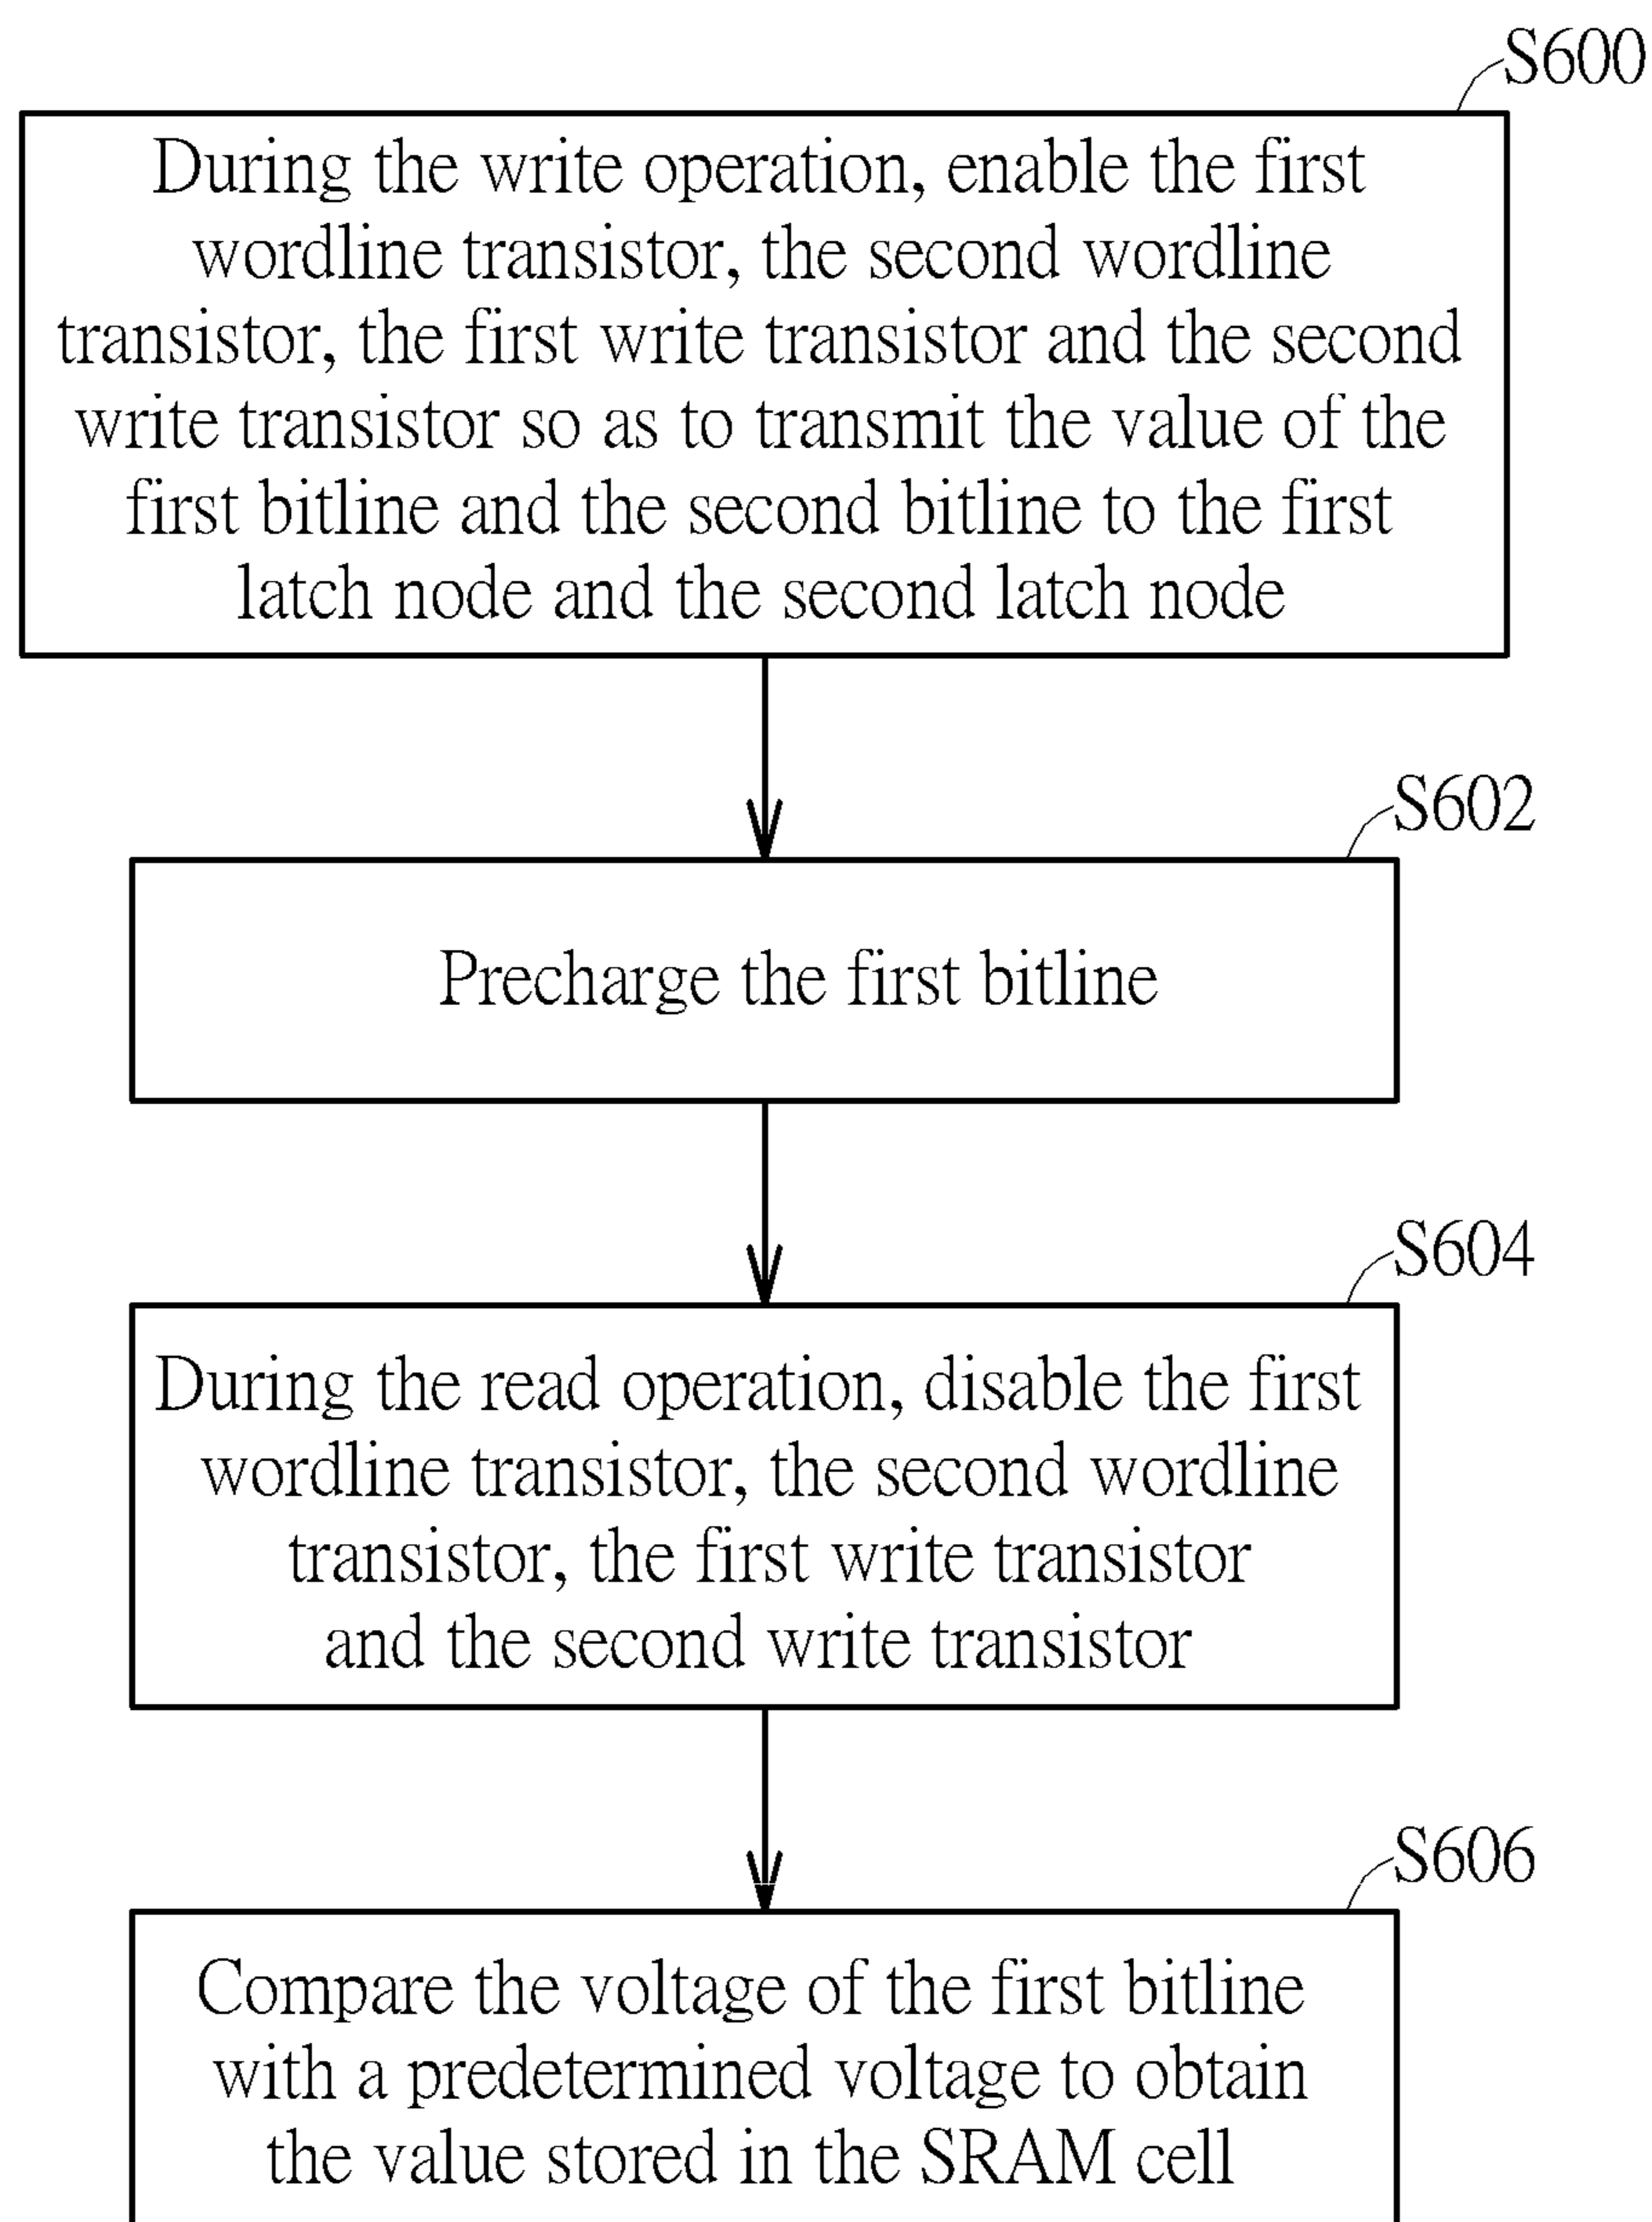 S600
During the write operation, enable the first
wordline transistor, the second wordline
transistor, the first write transistor and the second
write transistor so as to transmit the value of the
first bitline and the second bitline to the first
latch node and the second latch node
S602
Precharge the first bitline
S604
During the read operation, disable the first
wordline transistor, the second wordline
transistor, the first write transistor
and the second write transistor
S606
Compare the voltage of the first bitline
with a predetermined voltage to obtain
the value stored in the SRAM cell